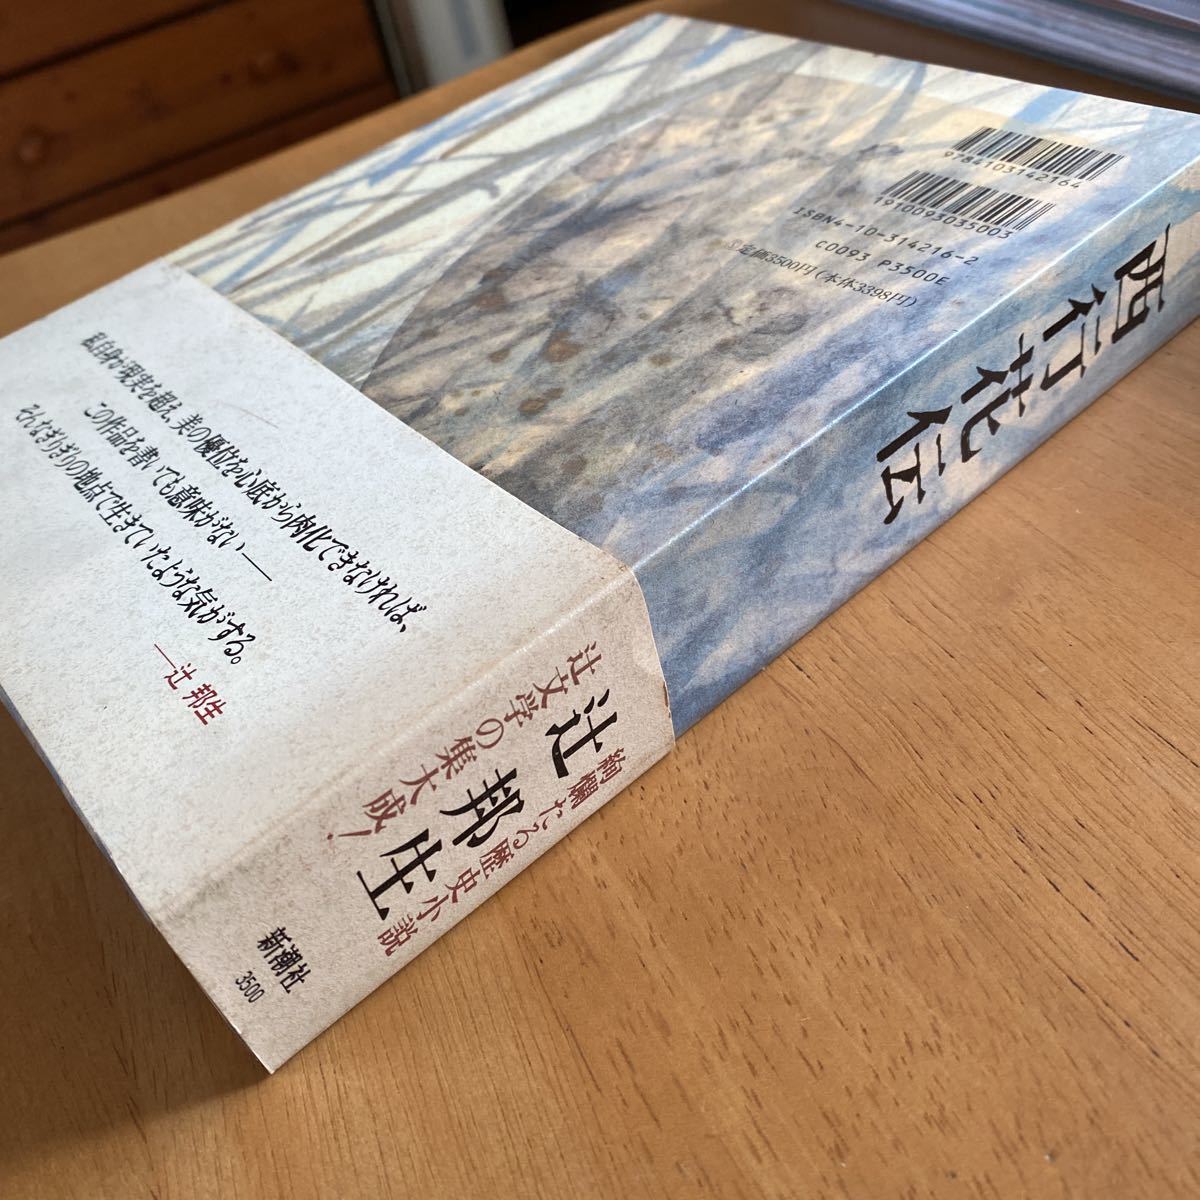 9784103142164
1910093035003
ISBN4-10-314216-2
C0093 P3500E
定価3500円(本体3398円)
西行花伝
私自身が現実を超え、美の優位を心底から肉化できなければ、
この作品を書いても意味がない――
そんなぎりぎりの地点で生きていたような気がする。
――辻 邦生
絢爛たる歴史小説
辻文学の集大成!
辻 邦生
新潮社
3500